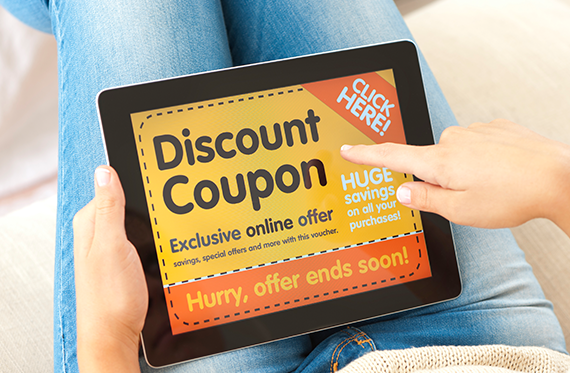 CLICK
HERE!
Discount
Coupon
Exclusive online offer
savings, special offers and more with this voucher.
HUGE
savings
on all your
purchases!
Hurry, offer ends soon!